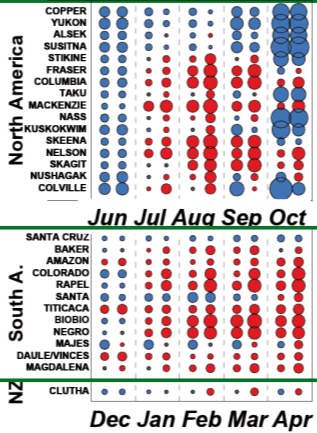 North America
COPPER
YUKON
ALSEK
SUSITNA
STIKINE
FRASER
COLUMBIA
TAKU
MACKENZIE
NASS
KUSKOKWIM
SKEENA
NELSON
SKAGIT
NUSHAGAK
COLVILLE
Jun Jul Aug Sep Oct
South A.
SANTA CRUZ
BAKER
AMAZON
COLORADO
RAPEL
SANTA
TITICACA
BIOBIO
NEGRO
MAJES
DAULE/VINCES
MAGDALENA
NZ
CLUTHA
Dec Jan Feb Mar Apr